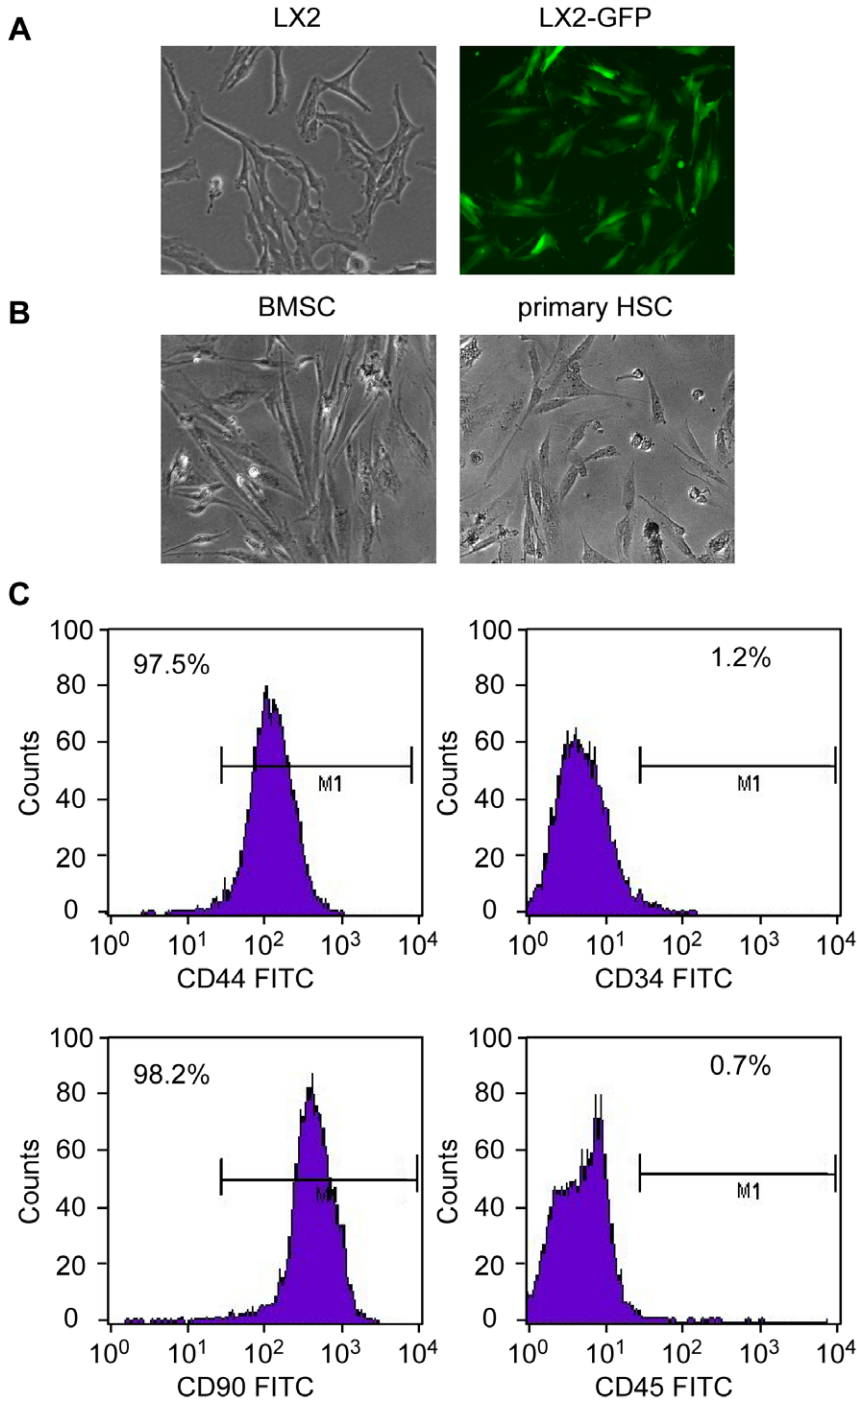 A
LX2
LX2-GFP
B
BMSC
primary HSC
C
100
80
60
40
20
0
Counts
97.5%
M1
10⁰ 10¹ 10² 10³ 10⁴
CD44 FITC
100
80
60
40
20
0
Counts
1.2%
M1
10⁰ 10¹ 10² 10³ 10⁴
CD34 FITC
100
80
60
40
20
0
Counts
98.2%
M1
10⁰ 10¹ 10² 10³ 10⁴
CD90 FITC
100
80
60
40
20
0
Counts
0.7%
M1
10⁰ 10¹ 10² 10³ 10⁴
CD45 FITC